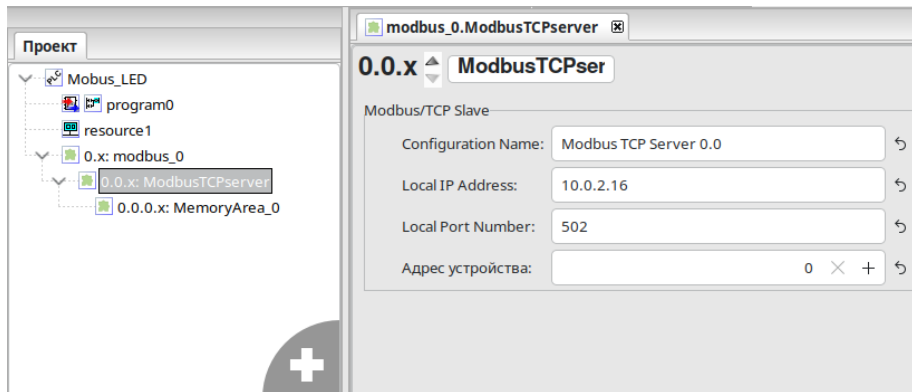 Проект
Mobus_LED
program0
resource1
0.x: modbus_0
0.0.x: ModbusTCPserver
0.0.0.x: MemoryArea_0
modbus_0.ModbusTCPserver
0.0.x ModbusTCPser
Modbus/TCP Slave
Configuration Name: Modbus TCP Server 0.0
Local IP Address: 10.0.2.16
Local Port Number: 502
Адрес устройства: 0